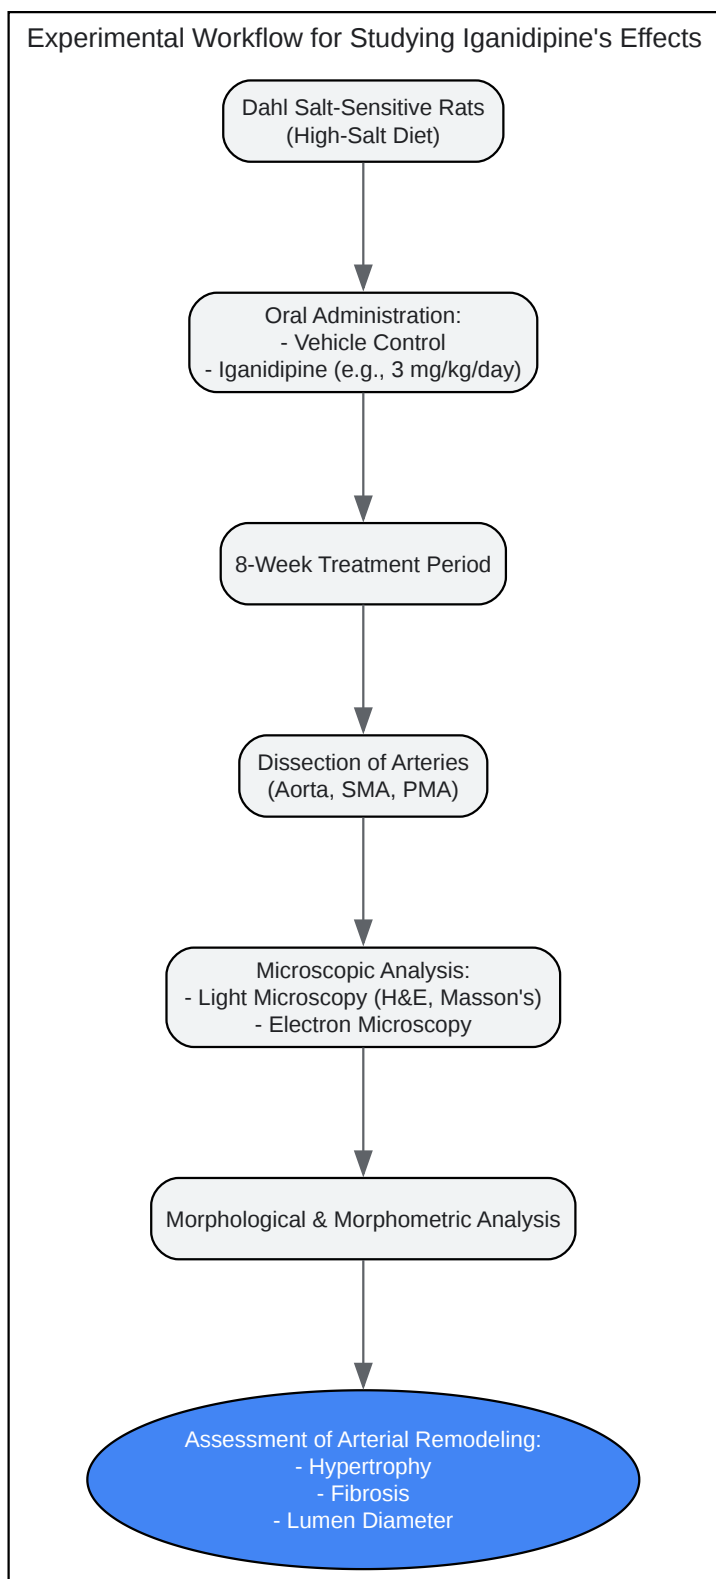 Experimental Workflow for Studying Iganidipine's Effects
Dahl Salt-Sensitive Rats
(High-Salt Diet)
Oral Administration:
- Vehicle Control
- Iganidipine (e.g., 3 mg/kg/day)
8-Week Treatment Period
Dissection of Arteries
(Aorta, SMA, PMA)
Microscopic Analysis:
- Light Microscopy (H&E, Masson's)
- Electron Microscopy
Morphological & Morphometric Analysis
Assessment of Arterial Remodeling:
- Hypertrophy
- Fibrosis
- Lumen Diameter